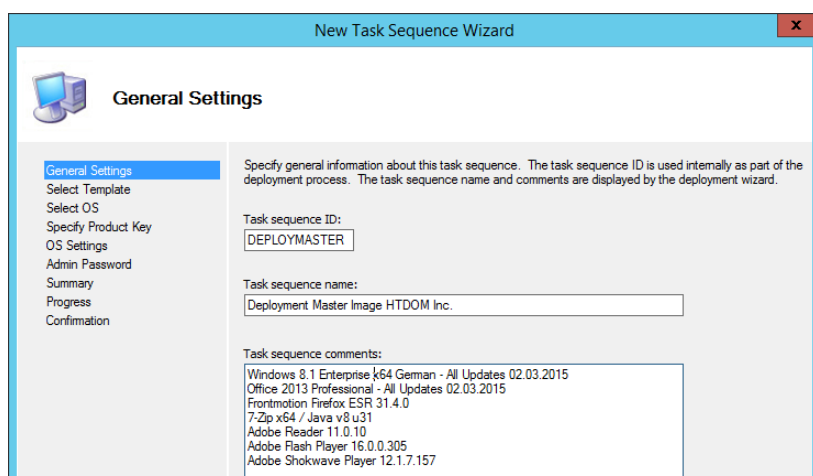 New Task Sequence Wizard
x
General Settings
General Settings
Select Template
Select OS
Specify Product Key
OS Settings
Admin Password
Summary
Progress
Confirmation
Specify general information about this task sequence. The task sequence ID is used internally as part of the
deployment process. The task sequence name and comments are displayed by the deployment wizard.
Task sequence ID:
DEPLOYMASTER
Task sequence name:
Deployment Master Image HTDOM Inc.
Task sequence comments:
Windows 8.1 Enterprise x64 German - All Updates 02.03.2015
Office 2013 Professional - All Updates 02.03.2015
Frontmotion Firefox ESR 31.4.0
7-Zip x64 / Java v8 u31
Adobe Reader 11.0.10
Adobe Flash Player 16.0.0.305
Adobe Shokwave Player 12.1.7.157